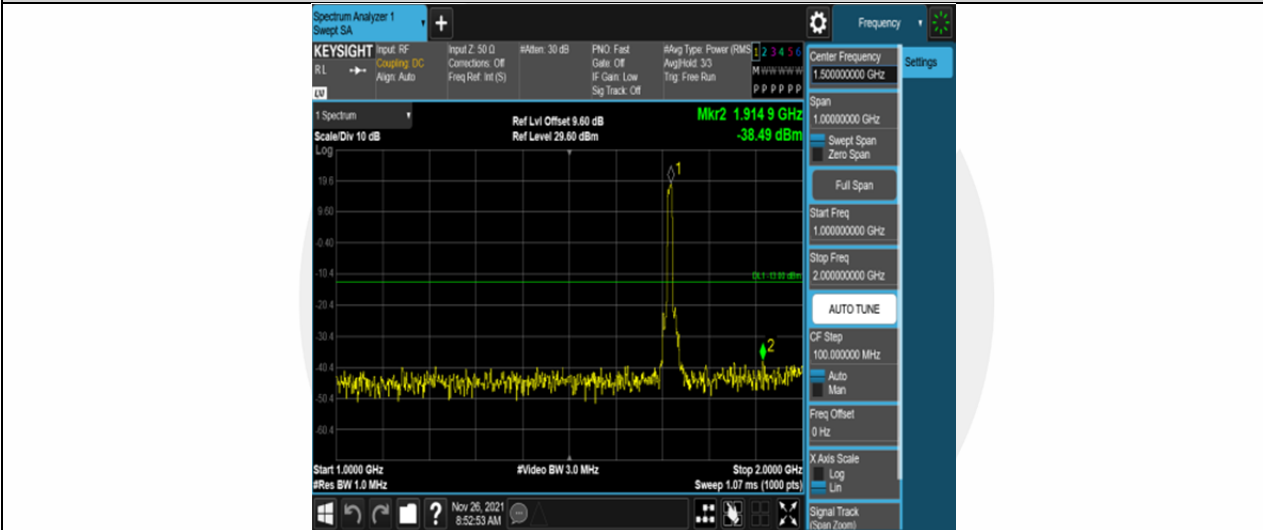 Spectrum Analyzer 1
Swept SA
+
Frequency
KEYSIGHT
RL
LV
Input: RF
Coupling: DC
Align: Auto
Input Z: 50 Ω
Corrections: Off
Freq Ref: Int (S)
#Atten: 30 dB
PNO: Fast
Gate: Off
IF Gain: Low
Sig Track: Off
#Avg Type: Power (RMS
Avg|Hold: 3/3
Trig: Free Run
1 2 3 4 5 6
M W W W W W
P P P P P P
1 Spectrum
Scale/Div 10 dB
Log
Ref Lvl Offset 9.60 dB
Ref Level 29.60 dBm
Mkr2 1.914 9 GHz
-38.49 dBm
19.6
9.60
-0.40
-10.4
-20.4
-30.4
-40.4
-50.4
-60.4
1
DL1 -13.00 dBm
2
Start 1.0000 GHz
#Res BW 1.0 MHz
#Video BW 3.0 MHz
Stop 2.0000 GHz
Sweep 1.07 ms (1000 pts)
Nov 26, 2021
8:52:53 AM
Center Frequency
1.500000000 GHz
Settings
Span
1.00000000 GHz
Swept Span
Zero Span
Full Span
Start Freq
1.000000000 GHz
Stop Freq
2.000000000 GHz
AUTO TUNE
CF Step
100.000000 MHz
Auto
Man
Freq Offset
0 Hz
X Axis Scale
Log
Lin
Signal Track
(Span Zoom)